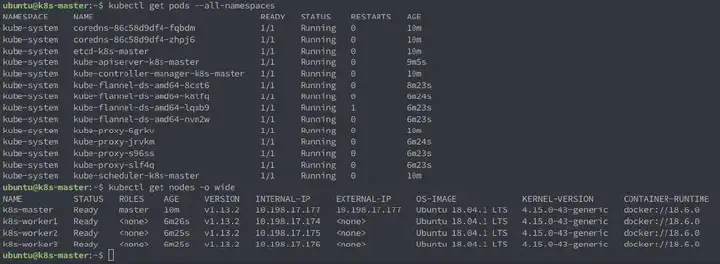 ubuntu@k8s-master:~$ kubectl get pods --all-namespaces
NAMESPACE NAME READY STATUS RESTARTS AGE
kube-system coredns-86c58d9df4-fqbdm 1/1 Running 0 10m
kube-system coredns-86c58d9df4-zhpj6 1/1 Running 0 10m
kube-system etcd-k8s-master 1/1 Running 0 10m
kube-system kube-apiserver-k8s-master 1/1 Running 0 9m5s
kube-system kube-controller-manager-k8s-master 1/1 Running 0 10m
kube-system kube-flannel-ds-amd64-8cst6 1/1 Running 0 8m23s
kube-system kube-flannel-ds-amd64-k8tfq 1/1 Running 0 6m24s
kube-system kube-flannel-ds-amd64-lqxb9 1/1 Running 1 6m23s
kube-system kube-flannel-ds-amd64-nvn2w 1/1 Running 0 6m23s
kube-system kube-proxy-6grkv 1/1 Running 0 10m
kube-system kube-proxy-jrvkm 1/1 Running 0 6m24s
kube-system kube-proxy-s96ss 1/1 Running 0 6m23s
kube-system kube-proxy-slf4q 1/1 Running 0 6m23s
kube-system kube-scheduler-k8s-master 1/1 Running 0 10m
ubuntu@k8s-master:~$ kubectl get nodes -o wide
NAME STATUS ROLES AGE VERSION INTERNAL-IP EXTERNAL-IP OS-IMAGE KERNEL-VERSION CONTAINER-RUNTIME
k8s-master Ready master 10m v1.13.2 10.198.17.177 10.198.17.177 Ubuntu 18.04.1 LTS 4.15.0-43-generic docker://18.6.0
k8s-worker1 Ready <none> 6m26s v1.13.2 10.198.17.174 <none> Ubuntu 18.04.1 LTS 4.15.0-43-generic docker://18.6.0
k8s-worker2 Ready <none> 6m25s v1.13.2 10.198.17.175 <none> Ubuntu 18.04.1 LTS 4.15.0-43-generic docker://18.6.0
k8s-worker3 Ready <none> 6m25s v1.13.2 10.198.17.176 <none> Ubuntu 18.04.1 LTS 4.15.0-43-generic docker://18.6.0
ubuntu@k8s-master:~$